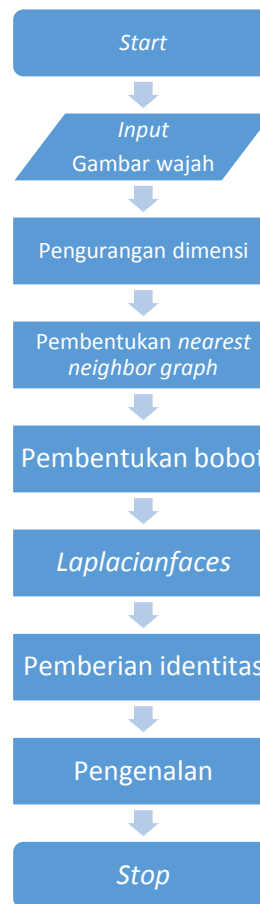 Start
Input
Gambar wajah
Pengurangan dimensi
Pembentukan nearest
neighbor graph
Pembentukan bobot
Laplacianfaces
Pemberian identitas
Pengenalan
Stop